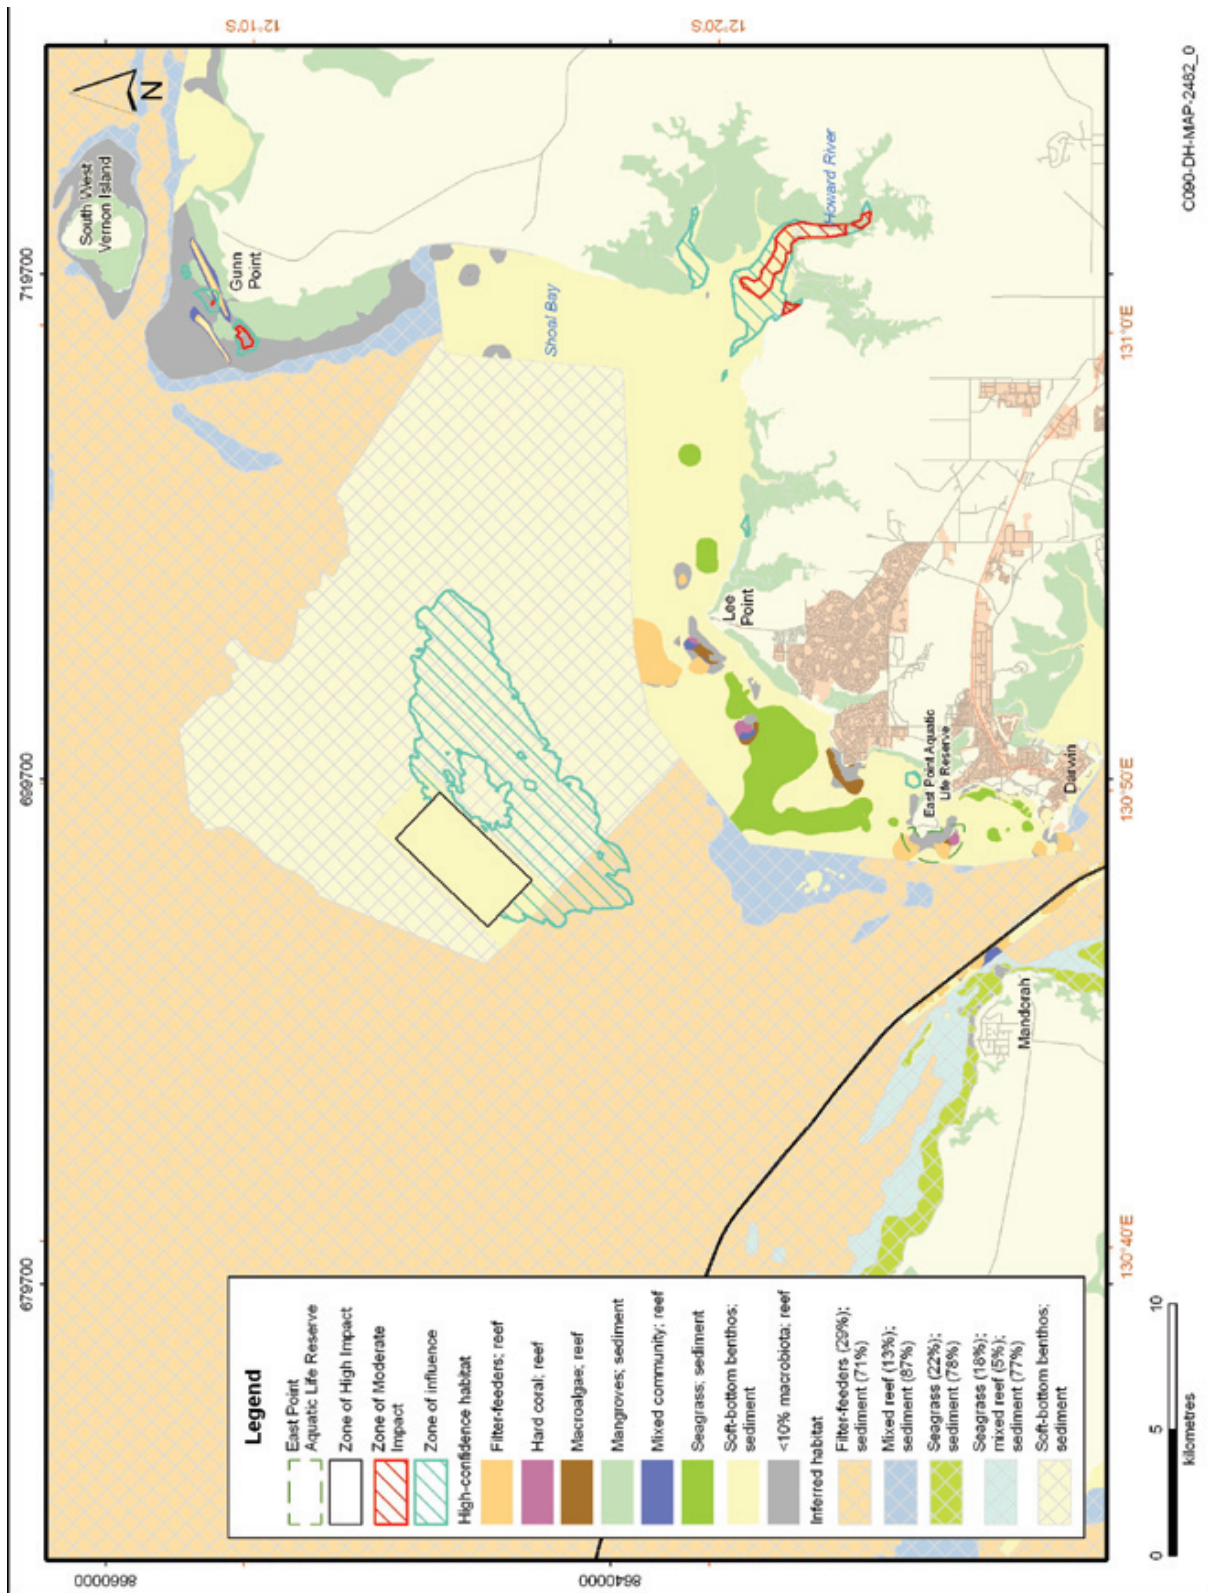 679700
699700
719700
8660000
8640000
12°10'S
12°20'S
130°40'E
130°50'E
131°0'E
N
South West
Vernon Island
Gunn
Point
Shoal Bay
Howard River
Lee
Point
East Point Aquatic
Life Reserve
Darwin
Mandorah
Legend
East Point
Aquatic Life Reserve
Zone of High Impact
Zone of Moderate
Impact
Zone of influence
High-confidence habitat
Filter-feeders; reef
Hard coral; reef
Macroalgae; reef
Mangroves; sediment
Mixed community; reef
Seagrass; sediment
Soft-bottom benthos;
sediment
<10% macrobiota; reef
Inferred habitat
Filter-feeders (29%);
sediment (71%)
Mixed reef (13%);
sediment (87%)
Seagrass (22%);
sediment (78%)
Seagrass (18%);
mixed reef (5%);
sediment (77%)
Soft-bottom benthos;
sediment
0 5 10
kilometres
C090-DH-MAP-2482_0